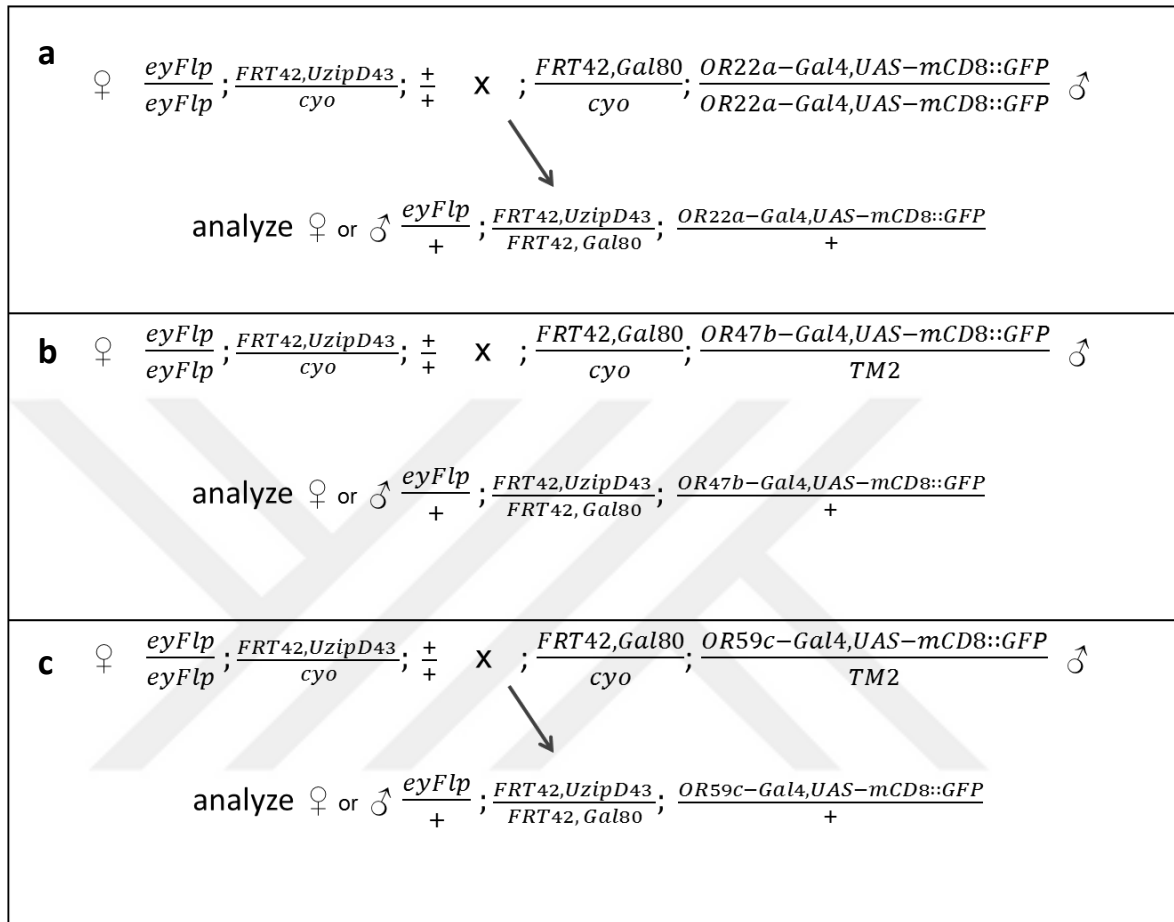 a ♀ eyFlp/eyFlp ; FRT42,UzipD43/cyo ; +/+ x ; FRT42,Gal80/cyo ; OR22a−Gal4,UAS−mCD8::GFP/OR22a−Gal4,UAS−mCD8::GFP ♂
analyze ♀ or ♂ eyFlp/+ ; FRT42,UzipD43/FRT42,Gal80 ; OR22a−Gal4,UAS−mCD8::GFP/+
b ♀ eyFlp/eyFlp ; FRT42,UzipD43/cyo ; +/+ x ; FRT42,Gal80/cyo ; OR47b−Gal4,UAS−mCD8::GFP/TM2 ♂
analyze ♀ or ♂ eyFlp/+ ; FRT42,UzipD43/FRT42,Gal80 ; OR47b−Gal4,UAS−mCD8::GFP/+
c ♀ eyFlp/eyFlp ; FRT42,UzipD43/cyo ; +/+ x ; FRT42,Gal80/cyo ; OR59c−Gal4,UAS−mCD8::GFP/TM2 ♂
analyze ♀ or ♂ eyFlp/+ ; FRT42,UzipD43/FRT42,Gal80 ; OR59c−Gal4,UAS−mCD8::GFP/+